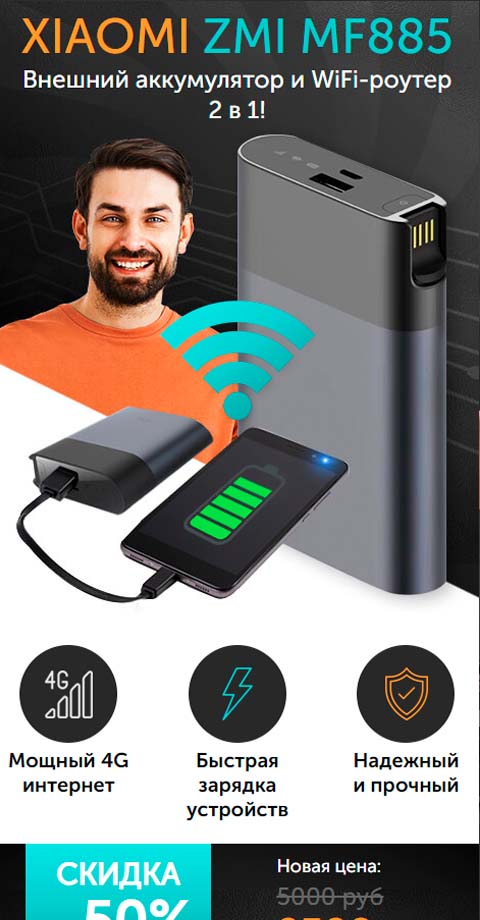 XIAOMI ZMI MF885
Внешний аккумулятор и WiFi-роутер
2 в 1!
4G
Мощный 4G
интернет
Быстрая
зарядка
устройств
Надежный
и прочный
СКИДКА
50%
Новая цена:
5000 руб